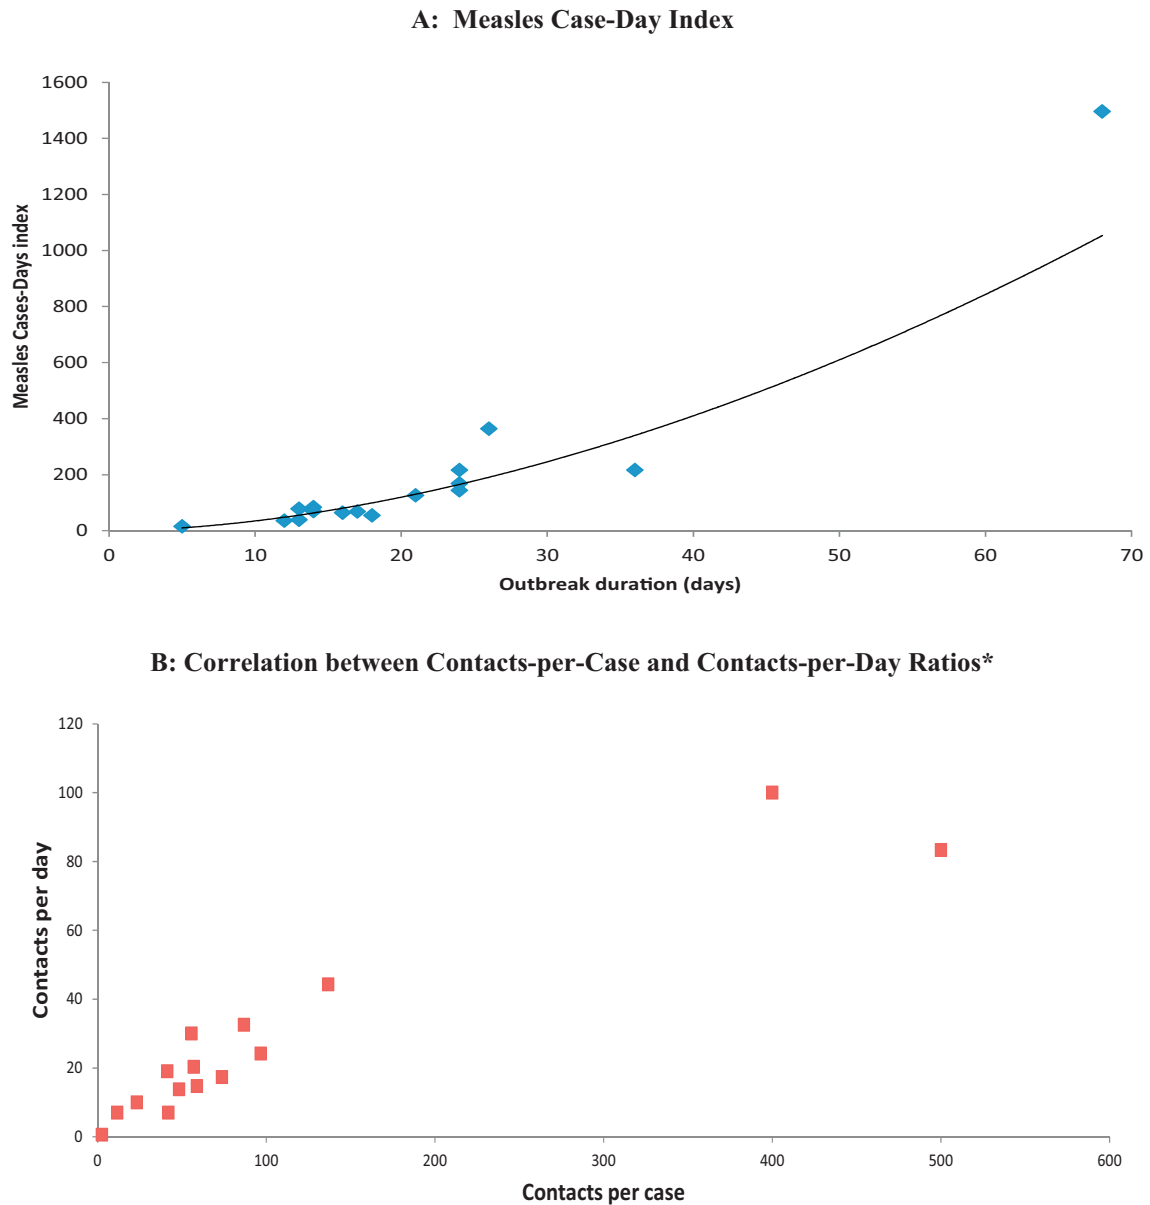 A: Measles Case-Day Index
1600
1400
1200
1000
800
600
400
200
0
Measles Cases-Days index
0 10 20 30 40 50 60 70
Outbreak duration (days)
B: Correlation between Contacts-per-Case and Contacts-per-Day Ratios*
120
100
80
60
40
20
0
Contacts per day
0 100 200 300 400 500 600
Contacts per case